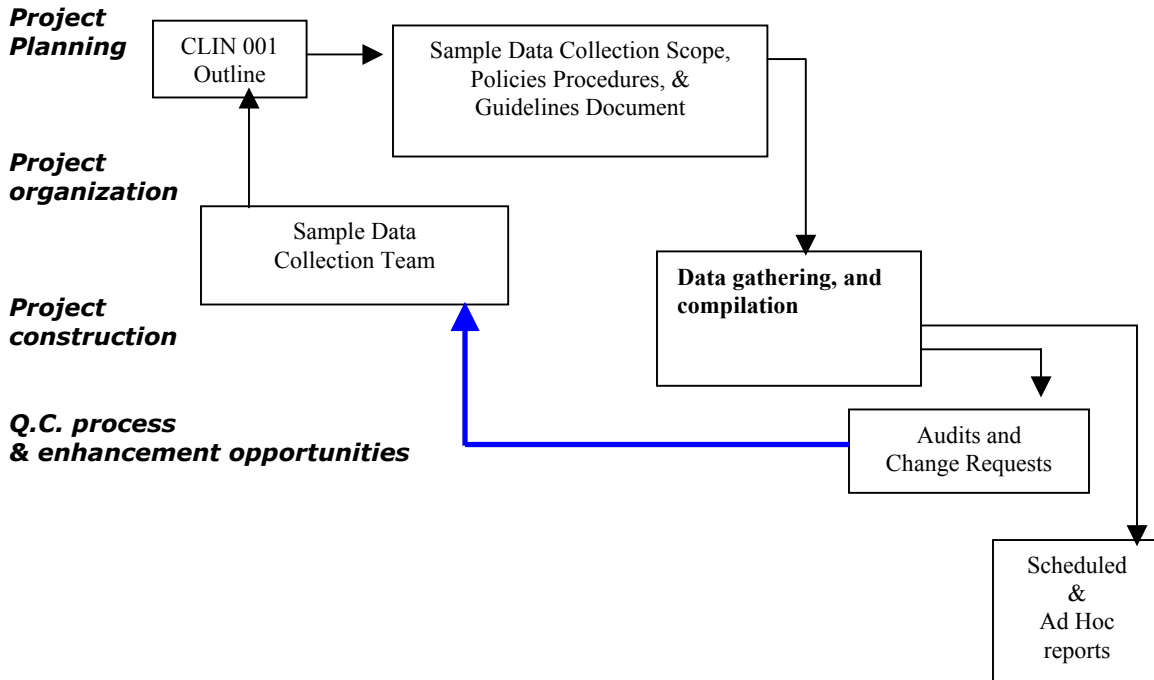 Project
Planning
CLIN 001
Outline
Sample Data Collection Scope,
Policies Procedures, &
Guidelines Document
Project
organization
Sample Data
Collection Team
Data gathering, and
compilation
Project
construction
Q.C. process
& enhancement opportunities
Audits and
Change Requests
Scheduled
&
Ad Hoc
reports